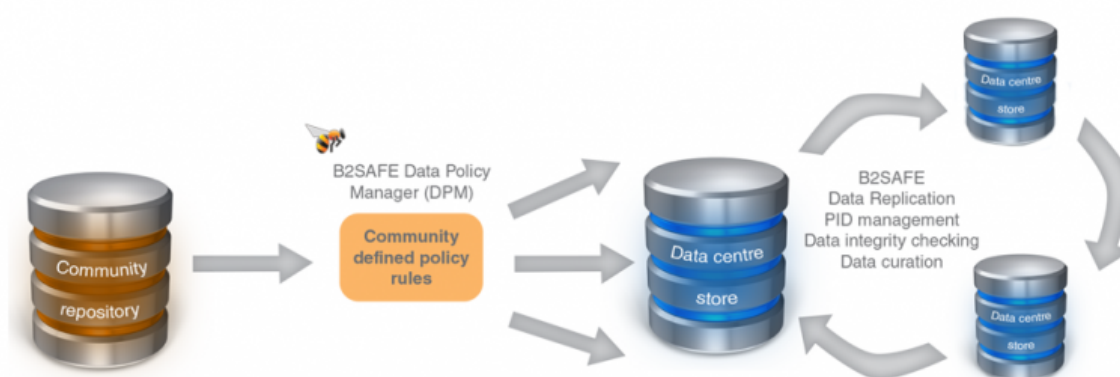 Community
repository
B2SAFE Data Policy
Manager (DPM)
Community
defined policy
rules
Data centre
store
B2SAFE
Data Replication
PID management
Data integrity checking
Data curation
Data centre
store
Data centre
store